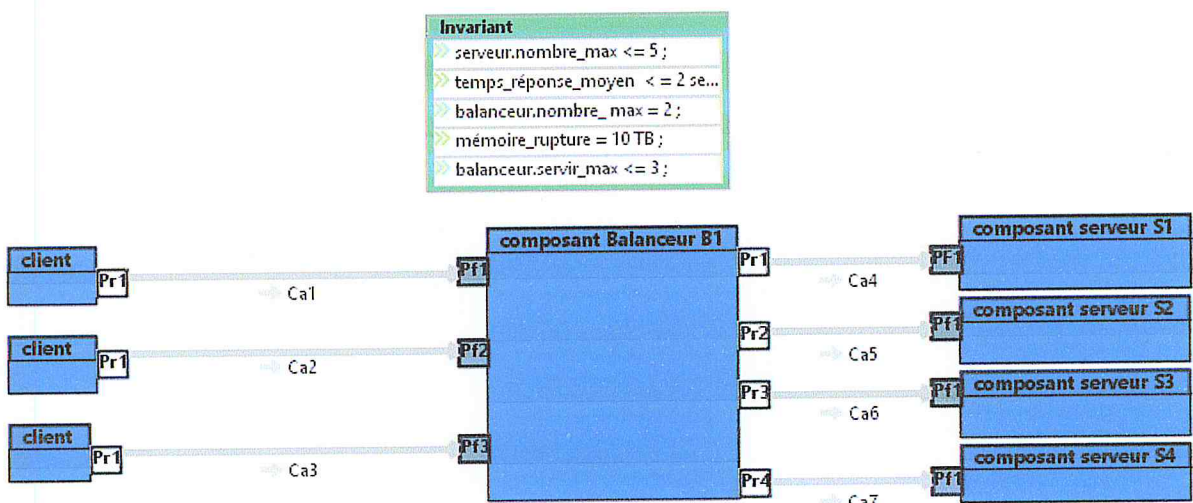 Invariant
serveur.nombre_max <= 5 ;
temps_réponse_moyen < = 2 se...
balanceur.nombre_ max = 2 ;
mémoire_rupture = 10 TB ;
balanceur.servir_max <= 3 ;
client
Pr1
Ca1
client
Pr1
Ca2
client
Pr1
Ca3
composant Balanceur B1
Pf1
Pf2
Pf3
Pr1
Pr2
Pr3
Pr4
Ca4
Ca5
Ca6
Ca7
composant serveur S1
PF1
composant serveur S2
Pf1
composant serveur S3
Pf1
composant serveur S4
Pf1